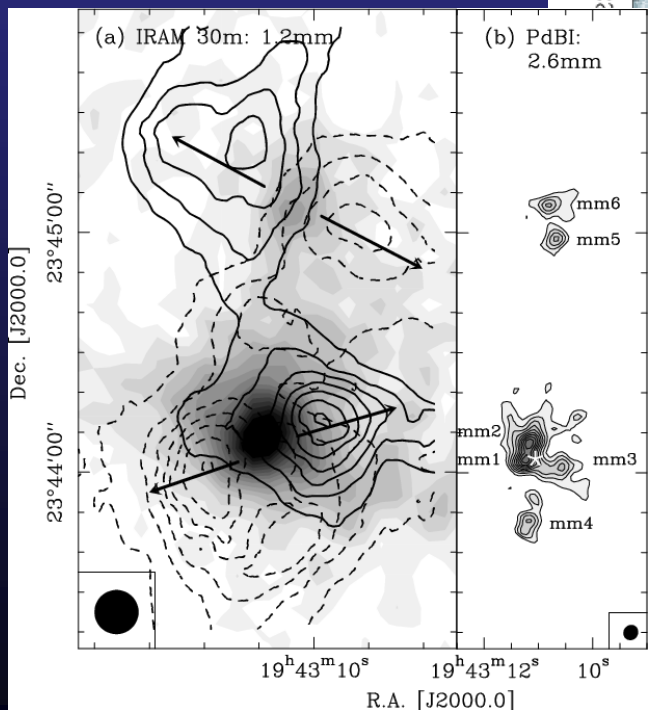 (a) IRAM 30m: 1.2mm
(b) PdBI:
2.6mm
mm6
mm5
mm2
mm1
mm3
mm4
Dec. [J2000.0]
23°45'00"
23°44'00"
19ʰ43ᵐ10ˢ
19ʰ43ᵐ12ˢ
10ˢ
R.A. [J2000.0]